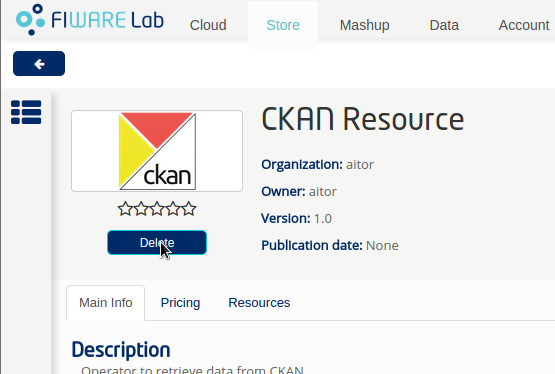 FIWARE Lab
Cloud Store Mashup Data Account
CKAN Resource
ckan
Organization: aitor
Owner: aitor
Version: 1.0
Publication date: None
Delete
Main Info Pricing Resources
Description
Operator to retrieve data from CKAN